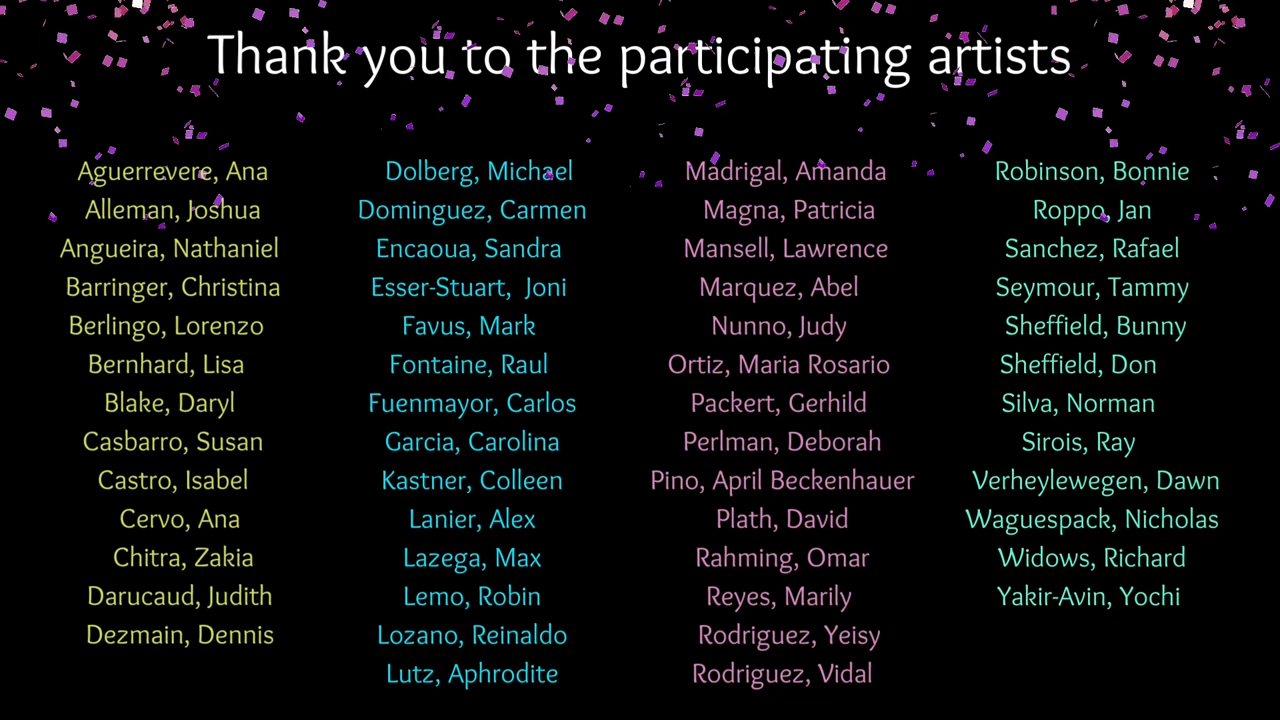 Thank you to the participating artists
Aguerrevere, Ana
Alleman, Joshua
Angueira, Nathaniel
Barringer, Christina
Berlingo, Lorenzo
Bernhard, Lisa
Blake, Daryl
Casbarro, Susan
Castro, Isabel
Cervo, Ana
Chitra, Zakia
Darucaud, Judith
Dezmain, Dennis
Dolberg, Michael
Dominguez, Carmen
Encaoua, Sandra
Esser-Stuart, Joni
Favus, Mark
Fontaine, Raul
Fuenmayor, Carlos
Garcia, Carolina
Kastner, Colleen
Lanier, Alex
Lazega, Max
Lemo, Robin
Lozano, Reinaldo
Lutz, Aphrodite
Madrigal, Amanda
Magna, Patricia
Mansell, Lawrence
Marquez, Abel
Nunno, Judy
Ortiz, Maria Rosario
Packert, Gerhild
Perlman, Deborah
Pino, April Beckenhauer
Plath, David
Rahming, Omar
Reyes, Marily
Rodriguez, Yeisy
Rodriguez, Vidal
Robinson, Bonnie
Roppo, Jan
Sanchez, Rafael
Seymour, Tammy
Sheffield, Bunny
Sheffield, Don
Silva, Norman
Sirois, Ray
Verheylewegen, Dawn
Waguespack, Nicholas
Widows, Richard
Yakir-Avin, Yochi